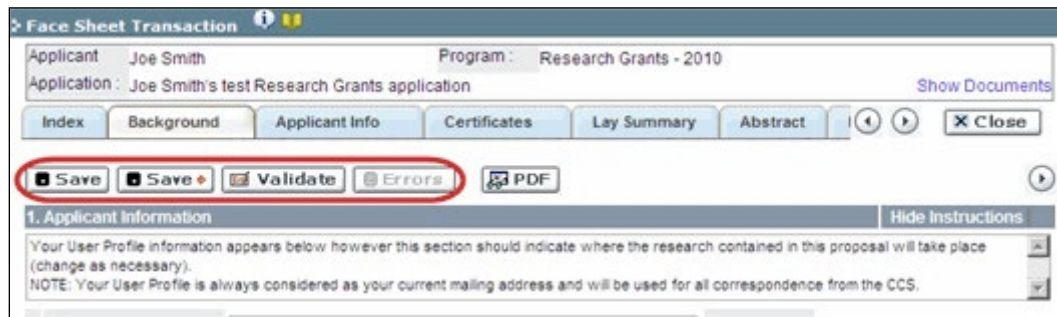 Face Sheet Transaction
Applicant Joe Smith Program : Research Grants - 2010
Application : Joe Smith's test Research Grants application Show Documents
Index Background Applicant Info Certificates Lay Summary Abstract X Close
Save Save Validate Errors PDF
1. Applicant Information Hide Instructions
Your User Profile information appears below however this section should indicate where the research contained in this proposal will take place
(change as necessary).
NOTE: Your User Profile is always considered as your current mailing address and will be used for all correspondence from the CCS.